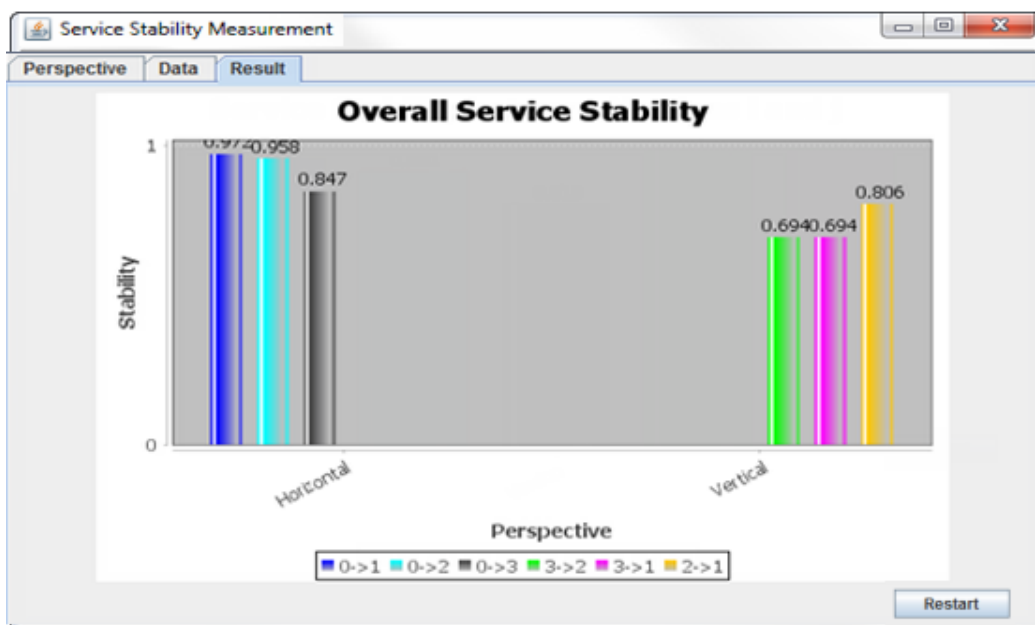 Service Stability Measurement
Perspective Data Result
Overall Service Stability
1
0.972 0.958
0.847
0.694 0.694
0.806
Stability
0
Horizontal Vertical
Perspective
0->1 0->2 0->3 3->2 3->1 2->1
Restart